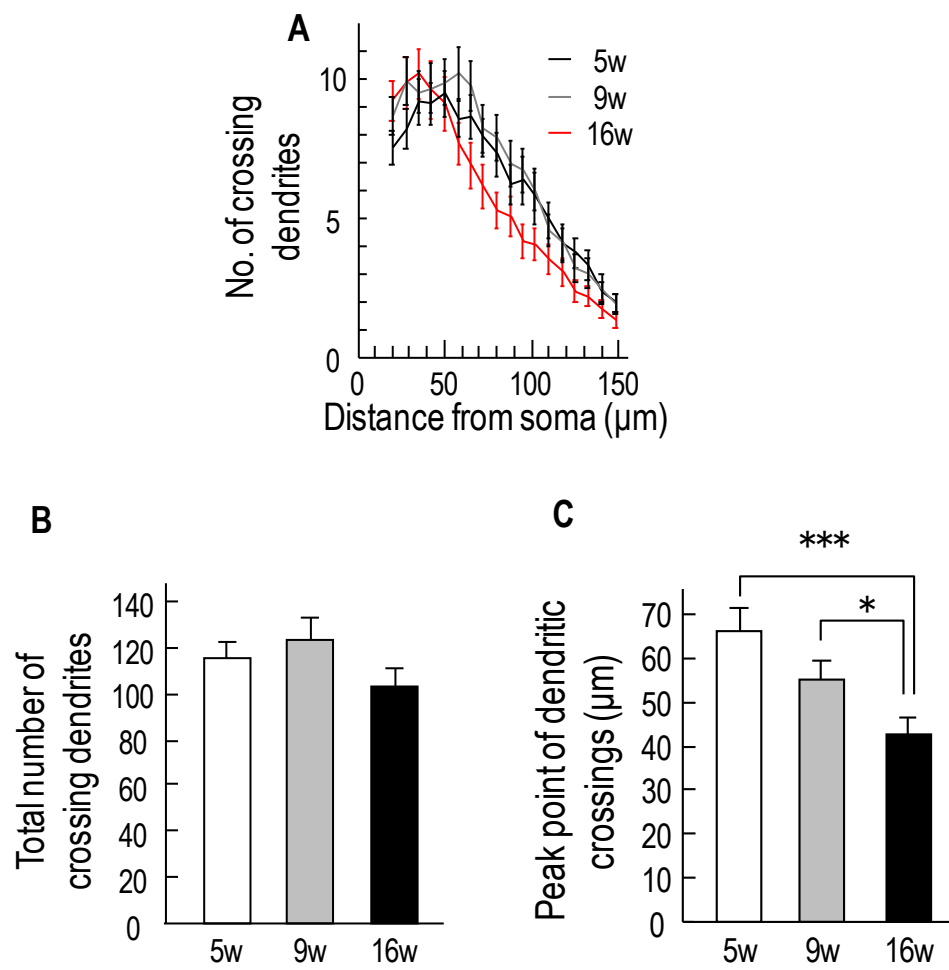 A
5w
9w
16w
No. of crossing
dendrites
10
5
0
0 50 100 150
Distance from soma (μm)
B
Total number of
crossing dendrites
140
120
100
80
60
40
20
0
5w 9w 16w
C
***
*
Peak point of dendritic
crossings (μm)
70
60
50
40
30
20
10
0
5w 9w 16w